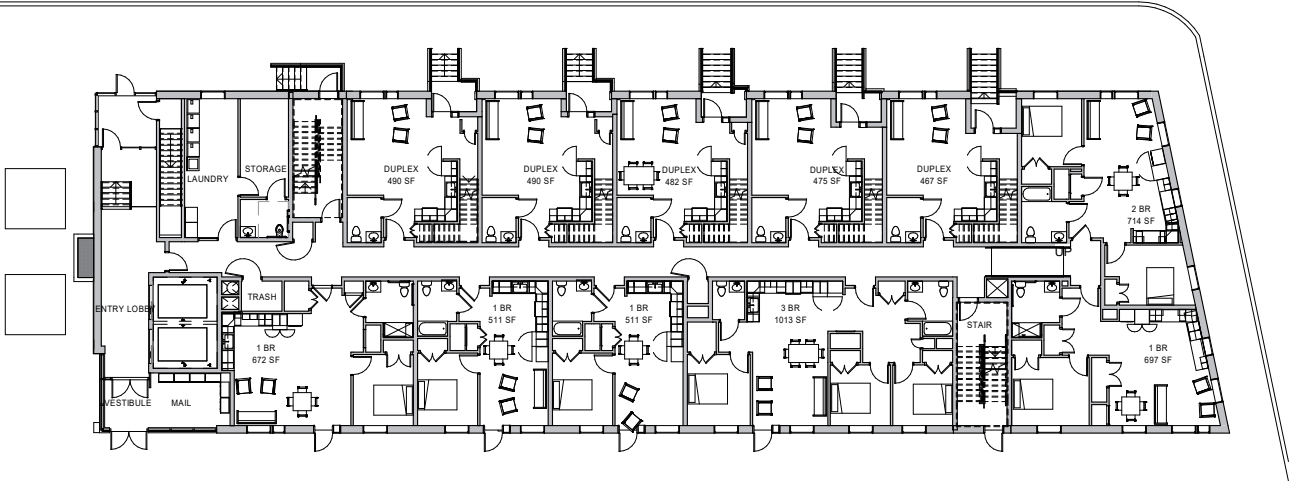 LAUNDRY
STORAGE
DUPLEX
490 SF
DUPLEX
490 SF
DUPLEX
482 SF
DUPLEX
475 SF
DUPLEX
467 SF
2 BR
714 SF
ENTRY LOBBY
TRASH
1 BR
672 SF
1 BR
511 SF
1 BR
511 SF
3 BR
1013 SF
STAIR
1 BR
697 SF
VESTIBULE
MAIL